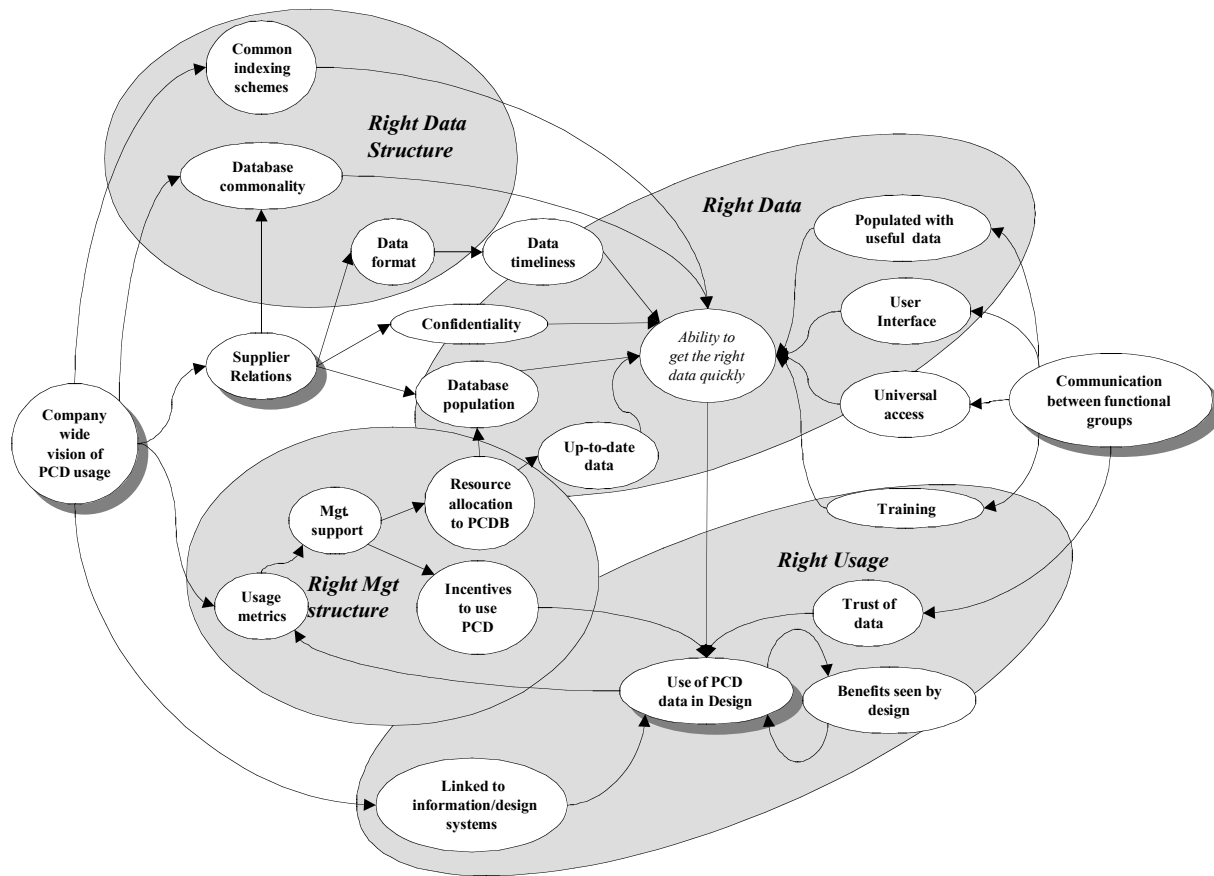 Common
indexing
schemes
Right Data
Structure
Database
commonality
Right Data
Populated with
useful data
Data
format
Data
timeliness
User
Interface
Confidentiality
Ability to
get the right
data quickly
Supplier
Relations
Database
population
Universal
access
Communication
between functional
groups
Company
wide
vision of
PCD usage
Up-to-date
data
Resource
allocation
to PCDB
Mgt.
support
Training
Right Usage
Right Mgt
structure
Usage
metrics
Incentives
to use
PCD
Trust of
data
Use of PCD
data in Design
Benefits seen by
design
Linked to
information/design
systems